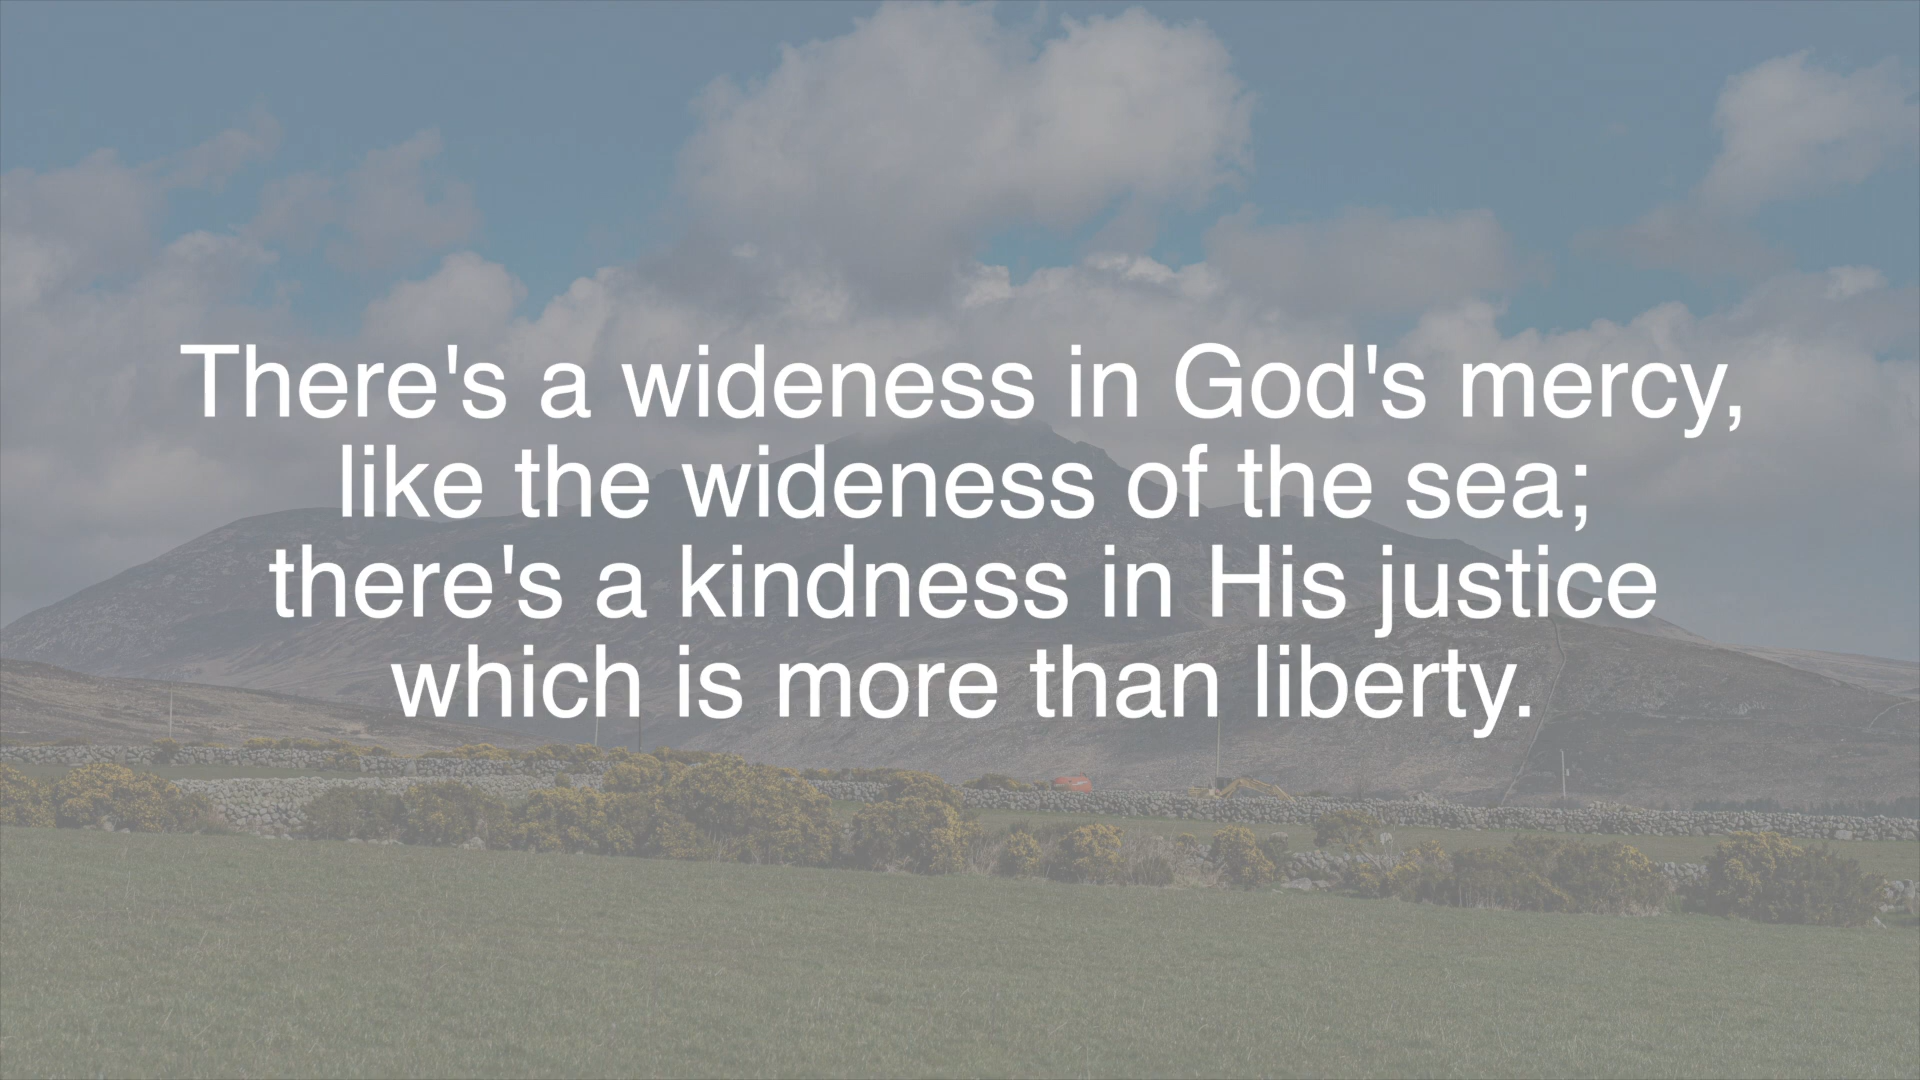 There's a wideness in God's mercy,
like the wideness of the sea;
there's a kindness in His justice
which is more than liberty.